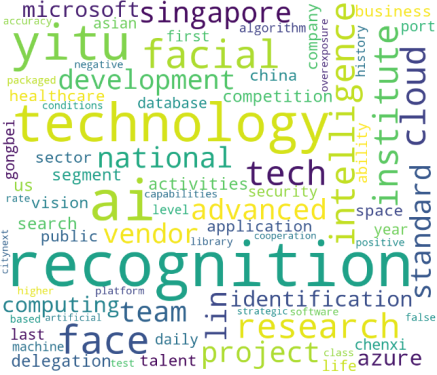 microsoft singapore
yitu facial
asian first algorithm company business
accuracy overexposure history port
packaged negative china
development
healthcare database competition
conditions
technology
intelligence institute cloud
gongbei sector national tech
segment activities ability
us vision capabilities security
rate ai advanced
search level application space standard
public vendor library cooperation year
citynext positive
recognition
higher platform
computing team lin identification
strategic software
based artificial research false
last face daily project chenxi
machine class
delegation test talent life azure